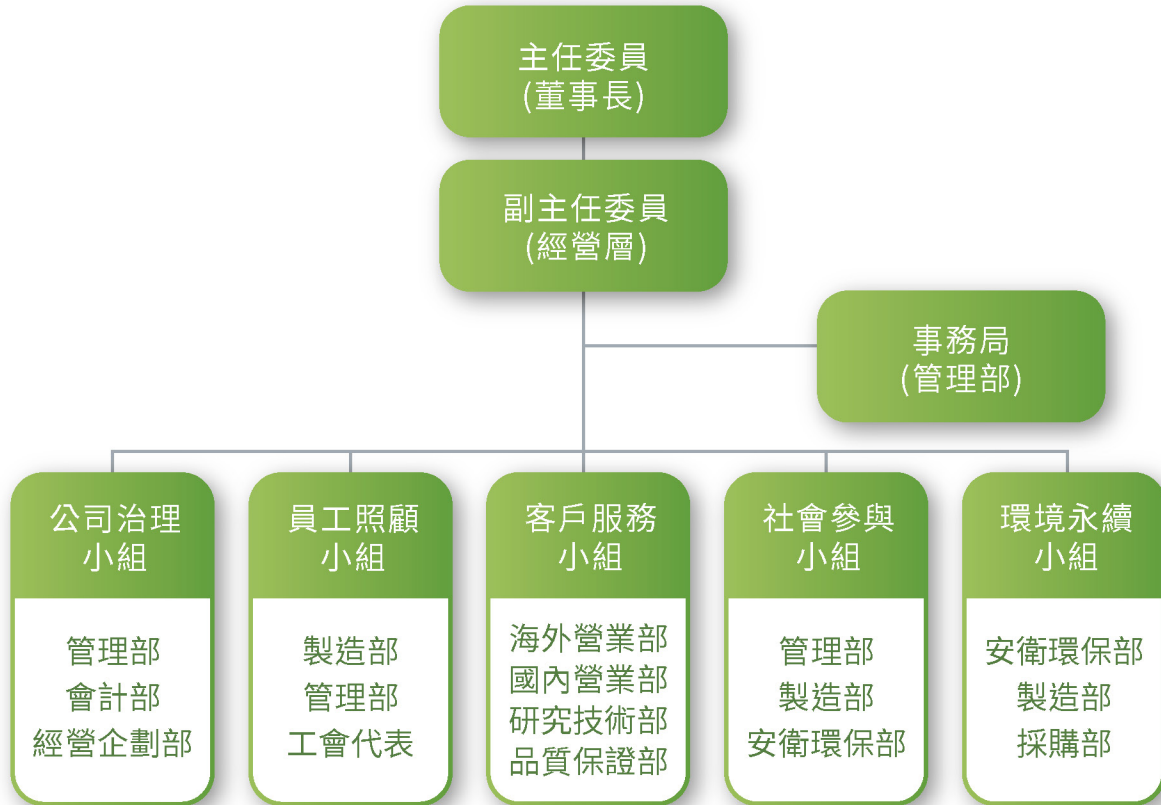 主任委員
(董事長)
副主任委員
(經營層)
事務局
(管理部)
公司治理
小組
管理部
會計部
經營企劃部
員工照顧
小組
製造部
管理部
工會代表
客戶服務
小組
海外營業部
國內營業部
研究技術部
品質保證部
社會參與
小組
管理部
製造部
安衛環保部
環境永續
小組
安衛環保部
製造部
採購部